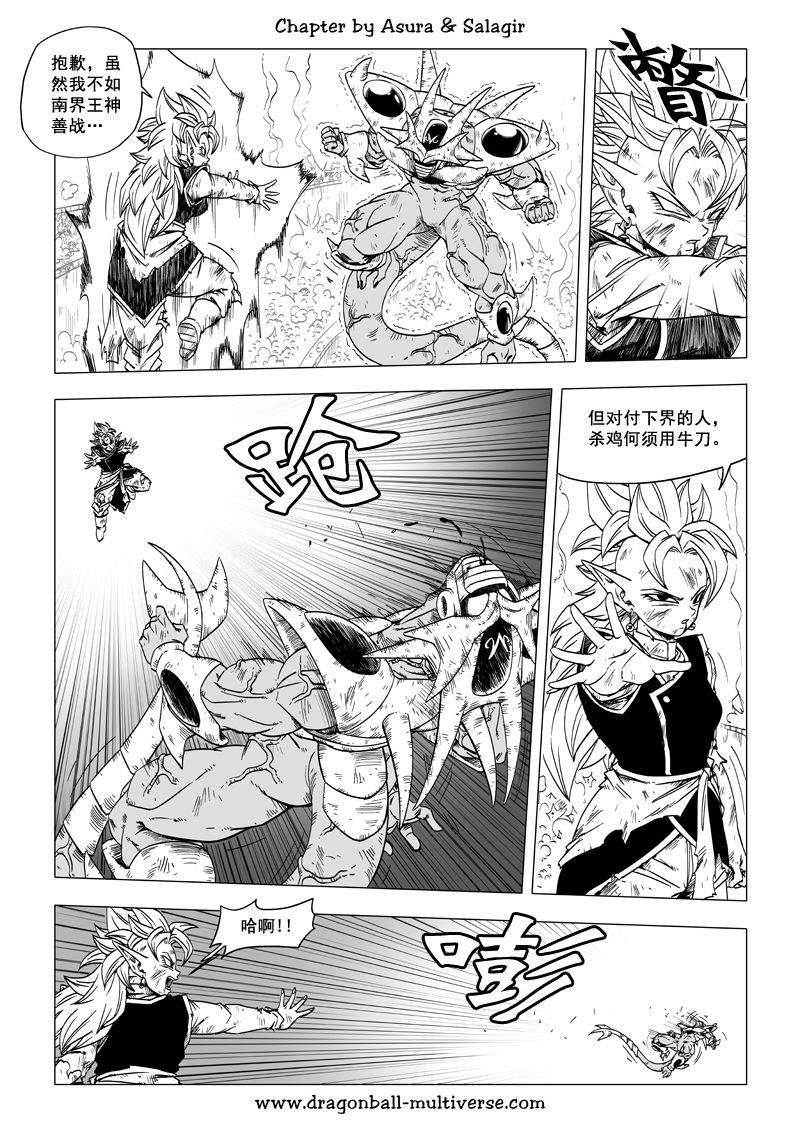 Chapter by Asura & Salagir
抱歉，虽
然我不如
南界王神
善战…
瞥
跄
但对付下界的人，
杀鸡何须用牛刀。
哈啊!!
嘭
www.dragonball-multiverse.com